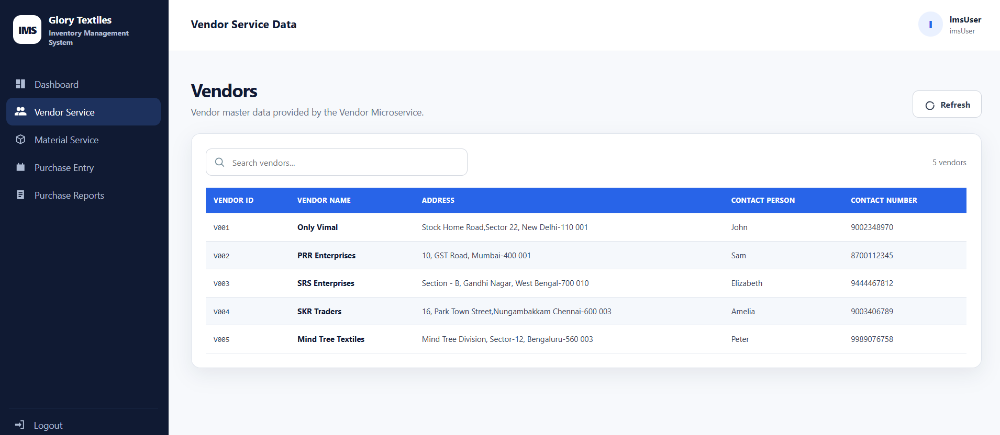 IMS
Glory Textiles
Inventory Management
System
Dashboard
Vendor Service
Material Service
Purchase Entry
Purchase Reports
Logout
Vendor Service Data
I
imsUser
imsUser
Vendors
Vendor master data provided by the Vendor Microservice.
Refresh
Search vendors...
5 vendors
VENDOR ID VENDOR NAME ADDRESS CONTACT PERSON CONTACT NUMBER
V001 Only Vimal Stock Home Road,Sector 22, New Delhi-110 001 John 9002348970
V002 PRR Enterprises 10, GST Road, Mumbai-400 001 Sam 8700112345
V003 SRS Enterprises Section - B, Gandhi Nagar, West Bengal-700 010 Elizabeth 9444467812
V004 SKR Traders 16, Park Town Street,Nungambakkam Chennai-600 003 Amelia 9003406789
V005 Mind Tree Textiles Mind Tree Division, Sector-12, Bengaluru-560 003 Peter 9989076758